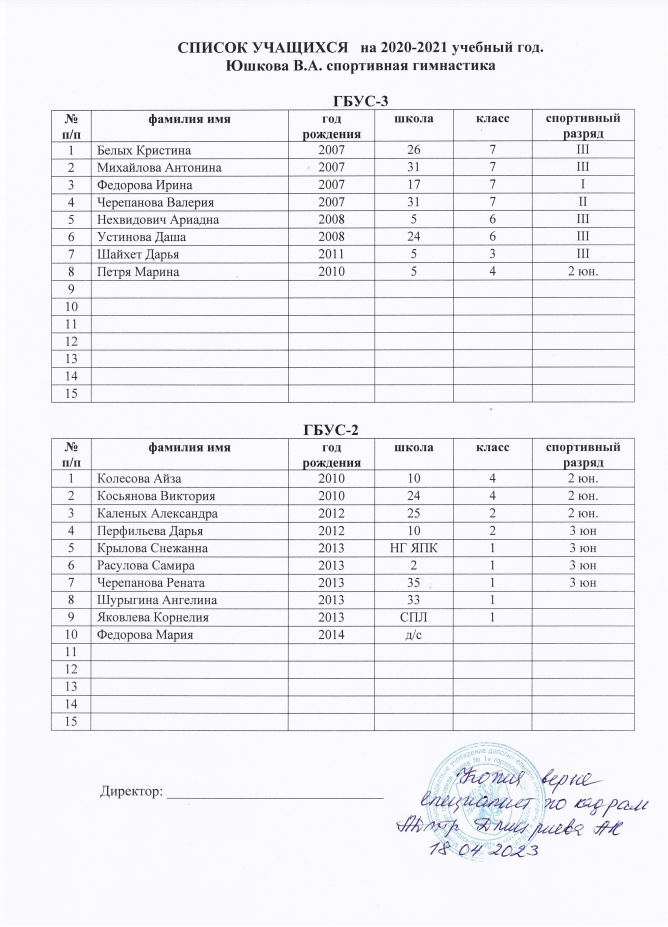 СПИСОК УЧАЩИХСЯ на 2020-2021 учебный год.
Юшкова В.А. спортивная гимнастика
ГБУС-3
№ п/п фамилия имя год рождения школа класс спортивный разряд
1 Белых Кристина 2007 26 7 III
2 Михайлова Антонина 2007 31 7 III
3 Федорова Ирина 2007 17 7 I
4 Черепанова Валерия 2007 31 7 II
5 Нехвидович Ариадна 2008 5 6 III
6 Устинова Даша 2008 24 6 III
7 Шайхет Дарья 2011 5 3 III
8 Петря Марина 2010 5 4 2 юн.
9
10
11
12
13
14
15
ГБУС-2
№ п/п фамилия имя год рождения школа класс спортивный разряд
1 Колесова Айза 2010 10 4 2 юн.
2 Косьянова Виктория 2010 24 4 2 юн.
3 Каленых Александра 2012 25 2 2 юн.
4 Перфильева Дарья 2012 10 2 3 юн
5 Крылова Снежанна 2013 НГ ЯПК 1 3 юн
6 Расулова Самира 2013 2 1 3 юн
7 Черепанова Рената 2013 35 1 3 юн
8 Шурыгина Ангелина 2013 33 1
9 Яковлева Корнелия 2013 СПЛ 1
10 Федорова Мария 2014 д/с
11
12
13
14
15
Директор:
Копия верна
специалист по кадрам
Дмитриева АК
18 04 2023